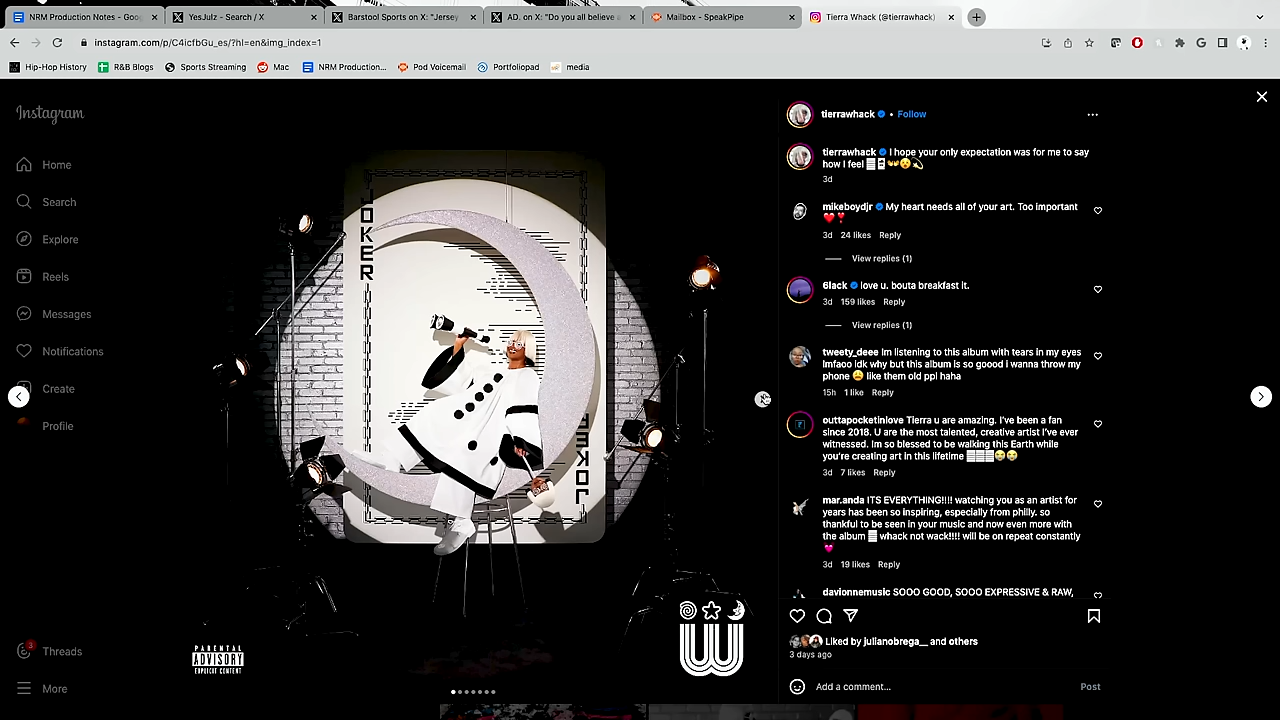 NRM Production Notes - Goog
YesJulz - Search / X
Barstool Sports on X: "Jersey
AD. on X: "Do you all believe a
Mailbox - SpeakPipe
Tierra Whack (@tierrawhack)
instagram.com/p/C4icfbGu_es/?hl=en&img_index=1
Hip-Hop History
R&B Blogs
Sports Streaming
Mac
NRM Production...
Pod Voicemail
Portfoliopad
media
Instagram
Home
Search
Explore
Reels
Messages
Notifications
Create
Profile
3
Threads
More
JOKER
JOKER
PARENTAL
ADVISORY
EXPLICIT CONTENT
W
tierrawhack • Follow
tierrawhack I hope your only expectation was for me to say
how I feel
3d
mikeboydjr My heart needs all of your art. Too important
❤️❣️
3d 24 likes Reply
View replies (1)
6lack love u. bouta breakfast it.
3d 159 likes Reply
View replies (1)
tweety_deee Im listening to this album with tears in my eyes
lmfaoo idk why but this album is so goood i wanna throw my
phone 😩 like them old ppl haha
15h 1 like Reply
outtapocketinlove Tierra u are amazing. I've been a fan
since 2018. U are the most talented, creative artist I've ever
witnessed. Im so blessed to be walking this Earth while
you're creating art in this lifetime 😭😭
3d 7 likes Reply
mar.anda ITS EVERYTHING!!!! watching you as an artist for
years has been so inspiring, especially from philly. so
thankful to be seen in your music and now even more with
the album whack not wack!!!! will be on repeat constantly
💓
3d 19 likes Reply
davionnemusic SOOO GOOD, SOOO EXPRESSIVE & RAW,
Liked by julianobrega__ and others
3 days ago
Add a comment...
Post